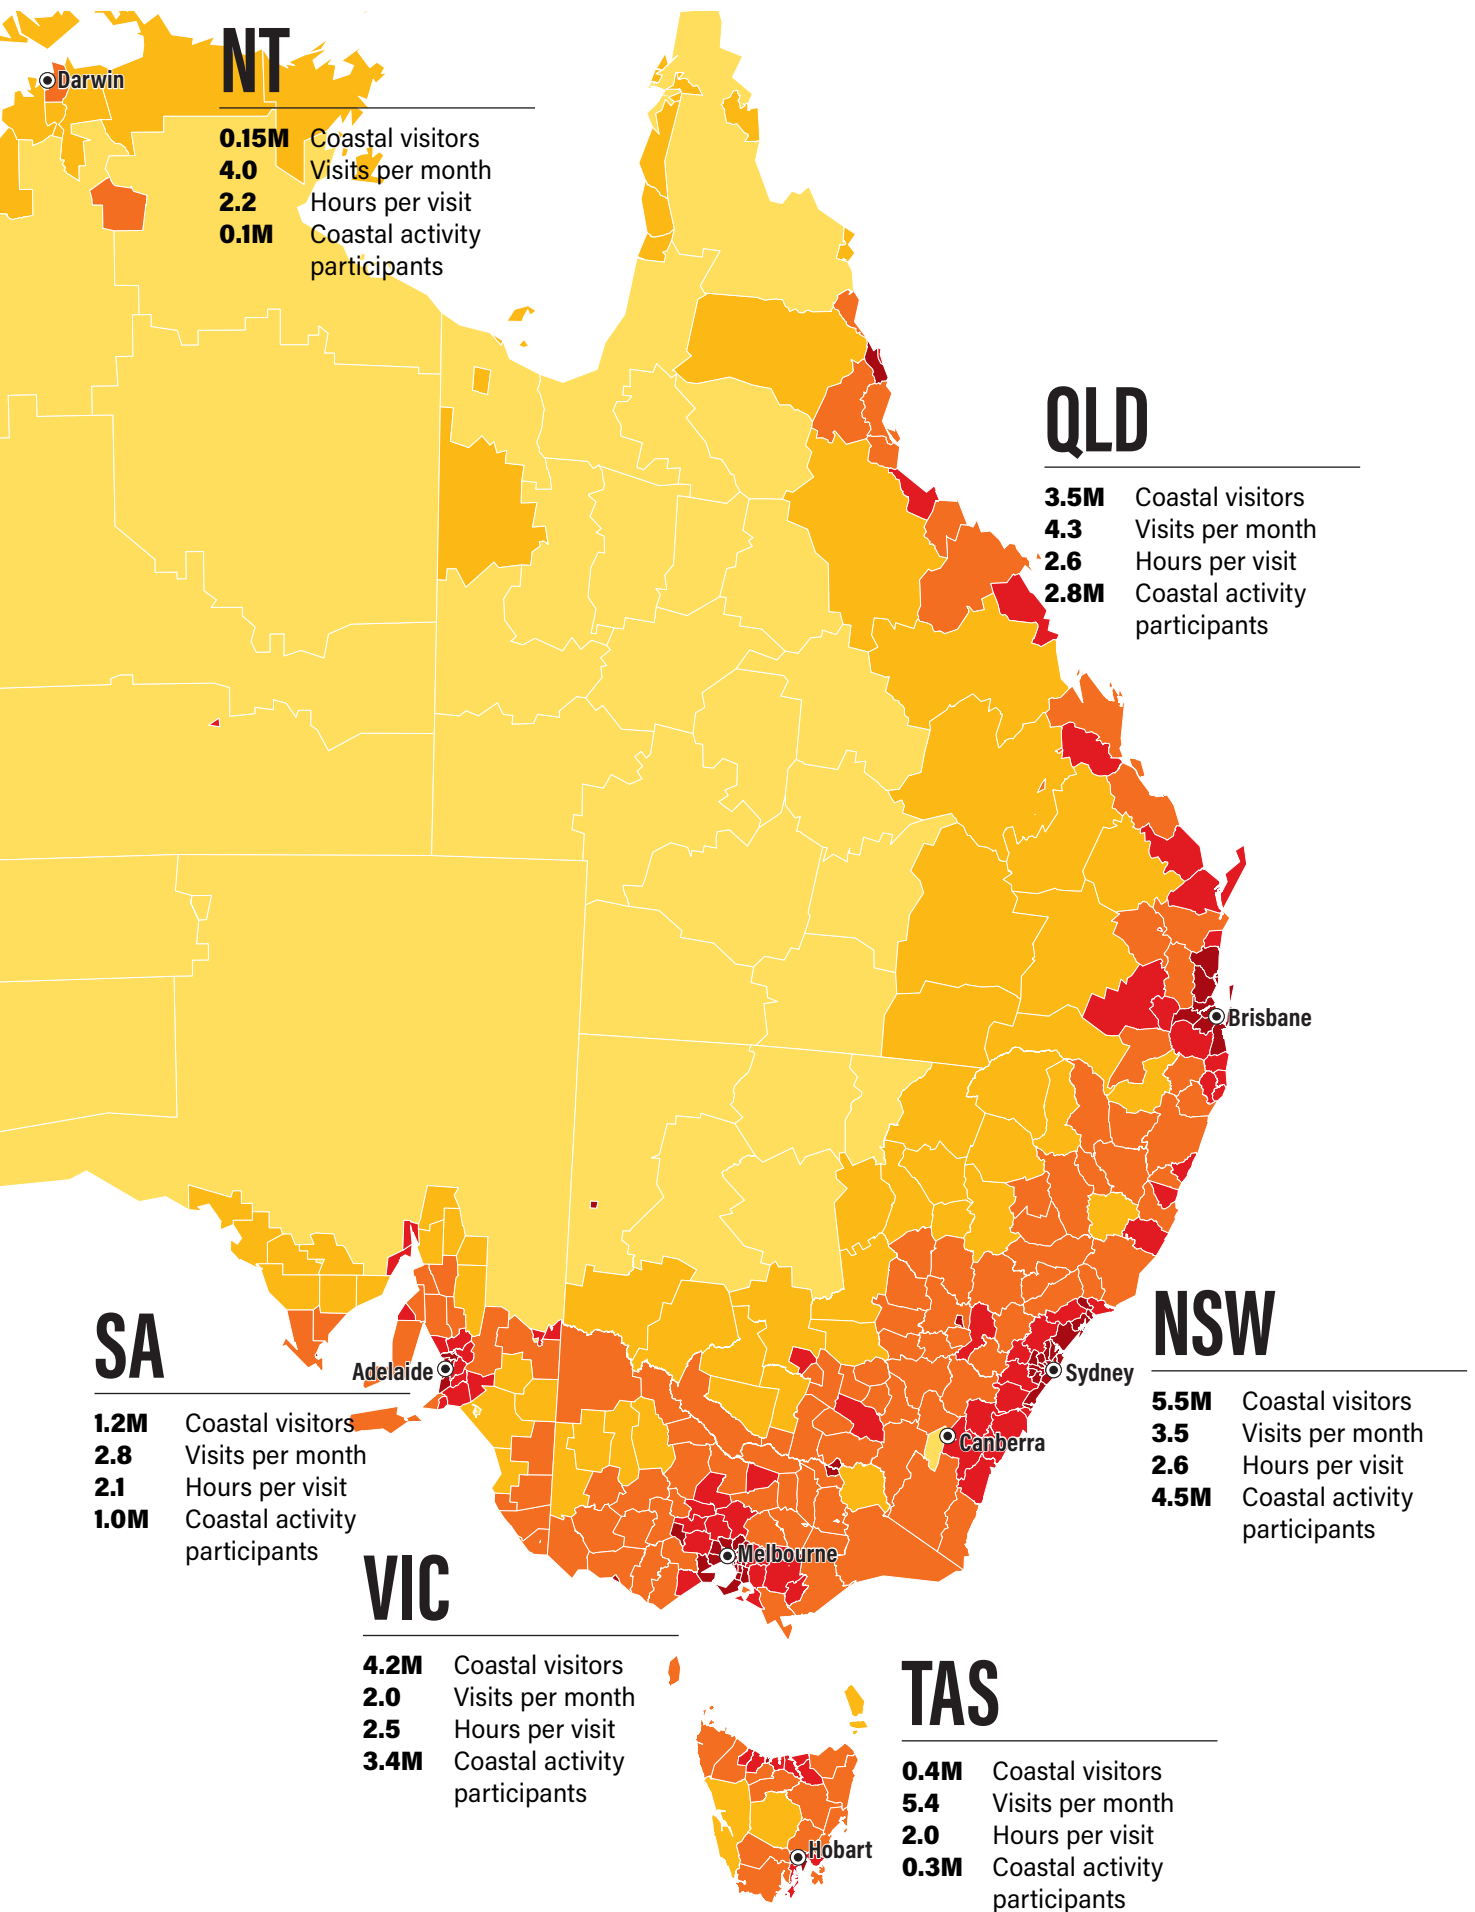 NT
Darwin
0.15M Coastal visitors
4.0 Visits per month
2.2 Hours per visit
0.1M Coastal activity
participants
QLD
3.5M Coastal visitors
4.3 Visits per month
2.6 Hours per visit
2.8M Coastal activity
participants
Brisbane
NSW
5.5M Coastal visitors
3.5 Visits per month
2.6 Hours per visit
4.5M Coastal activity
participants
Sydney
Canberra
SA
Adelaide
1.2M Coastal visitors
2.8 Visits per month
2.1 Hours per visit
1.0M Coastal activity
participants
Melbourne
VIC
4.2M Coastal visitors
2.0 Visits per month
2.5 Hours per visit
3.4M Coastal activity
participants
TAS
0.4M Coastal visitors
5.4 Visits per month
2.0 Hours per visit
0.3M Coastal activity
participants
Hobart